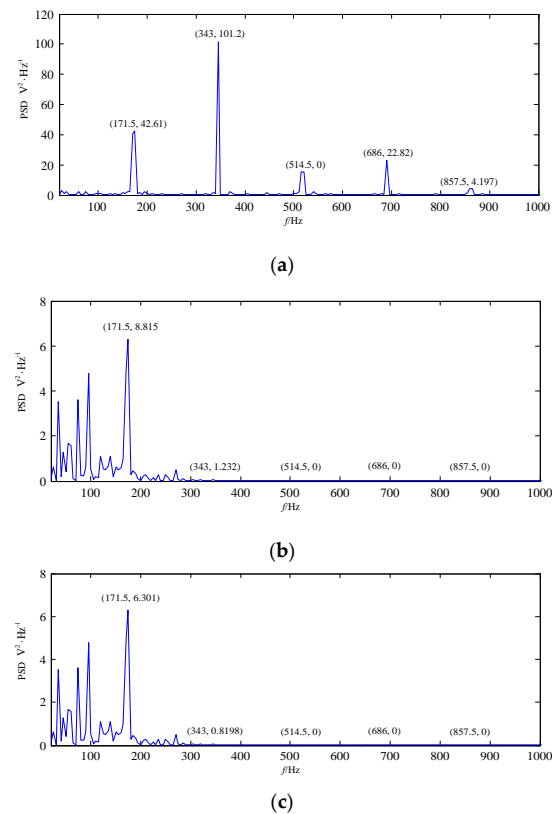 120
100
80
60
40
20
0
PSD V²·Hz⁻¹
(171.5, 42.61)
(343, 101.2)
(514.5, 0)
(686, 22.82)
(857.5, 4.197)
100 200 300 400 500 600 700 800 900 1000
f/Hz
(a)
8
6
4
2
0
PSD V²·Hz⁻¹
(171.5, 8.815
(343, 1.232)
(514.5, 0)
(686, 0)
(857.5, 0)
100 200 300 400 500 600 700 800 900 1000
f/Hz
(b)
8
6
4
2
0
PSD V²·Hz⁻¹
(171.5, 6.301)
(343, 0.8198)
(514.5, 0)
(686, 0)
(857.5, 0)
100 200 300 400 500 600 700 800 900 1000
f/Hz
(c)